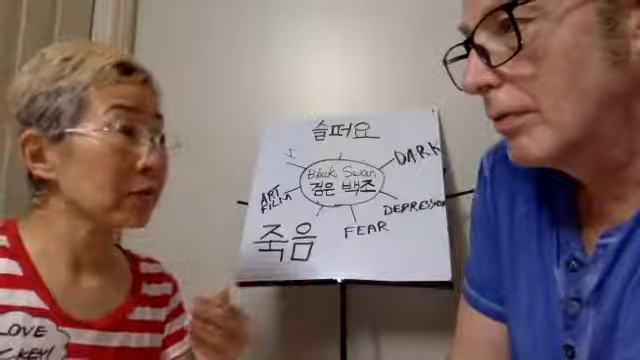 슬퍼요
DARK
Black Swan
검은 백조
ART
FILM
DEPRESSION
FEAR
죽음
LOVE